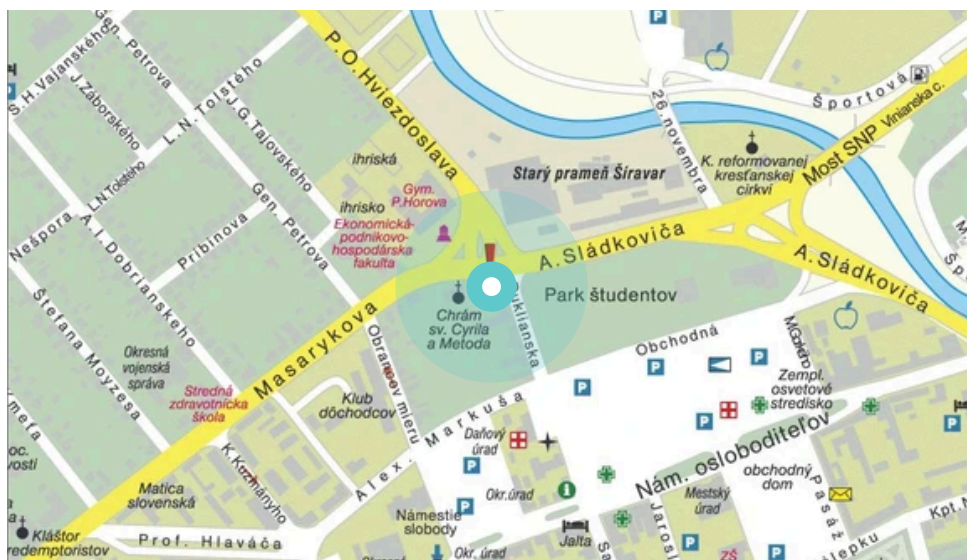 S.H.Vajanského
J.Záborského
Gen. Petrova
L.N. Tolstého
J.G.Tajovského
P.O.Hviezdoslava
26.novembra
Športová
Most SNP
Vinianska c.
K. reformovanej
kresťanskej
cirkvi
Starý prameň Šíravar
ihriská
ihrisko
Gym.
P.Horova
Ekonomická-
podnikovo-
hospodárska
fakulta
Nešpora
L.N.Tolstého
A.I.Dobrianskeho
Pribinova
Gen. Petrova
Štefana Moyzesa
Masarykova
A.Sládkoviča
A.Sládkoviča
Park študentov
Chrám
sv. Cyrila
a Metoda
Obrancov mieru
Obchodná
M.Gorkého
Zempl.
osvetové
stredisko
Okresná
vojenská
správa
Stredná
zdravotnícka
škola
Klub
dôchodcov
Alex. Markuša
Daňový
úrad
Nám. osloboditeľov
obchodný
dom
K.Kuzmányho
Matica
slovenská
Okr.úrad
Mestský
úrad
Námestie
slobody
Okr. úrad
Jalta
Kláštor
redemptoristov
Prof. Hlaváča
ZŠ
Kpt.